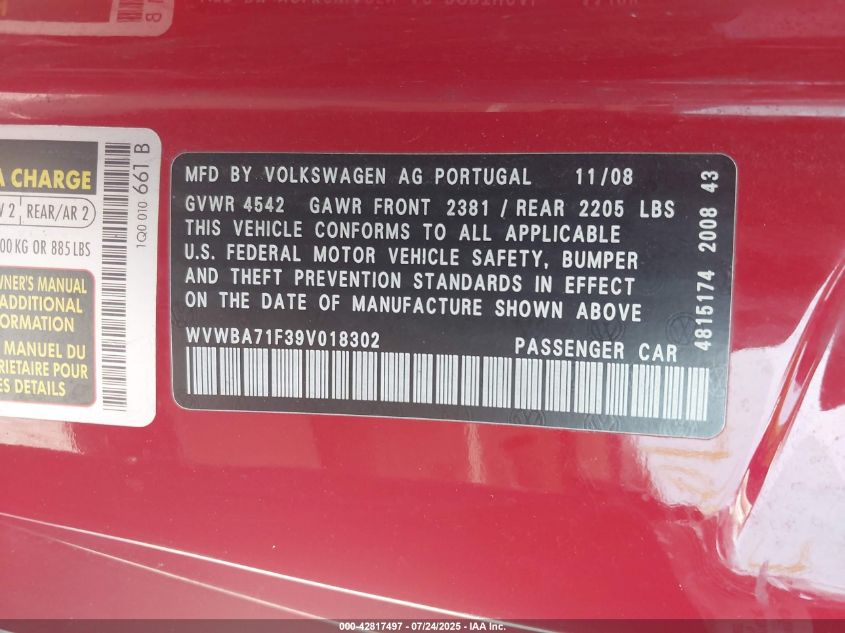 A CHARGE
REAR/AR 2
00 KG OR 885 LBS
OWNER'S MANUAL
ADDITIONAL
ORMATION
MANUEL DU
RIETAIRE POUR
S DETAILS
1Q0 010 661 B
MFD BY VOLKSWAGEN AG PORTUGAL 11/08
GVWR 4542 GAWR FRONT 2381 / REAR 2205 LBS
THIS VEHICLE CONFORMS TO ALL APPLICABLE
U.S. FEDERAL MOTOR VEHICLE SAFETY, BUMPER
AND THEFT PREVENTION STANDARDS IN EFFECT
ON THE DATE OF MANUFACTURE SHOWN ABOVE
WVWBA71F39V018302 PASSENGER CAR
4815174 2008 43
000-42817497 - 07/24/2025 - IAA Inc.